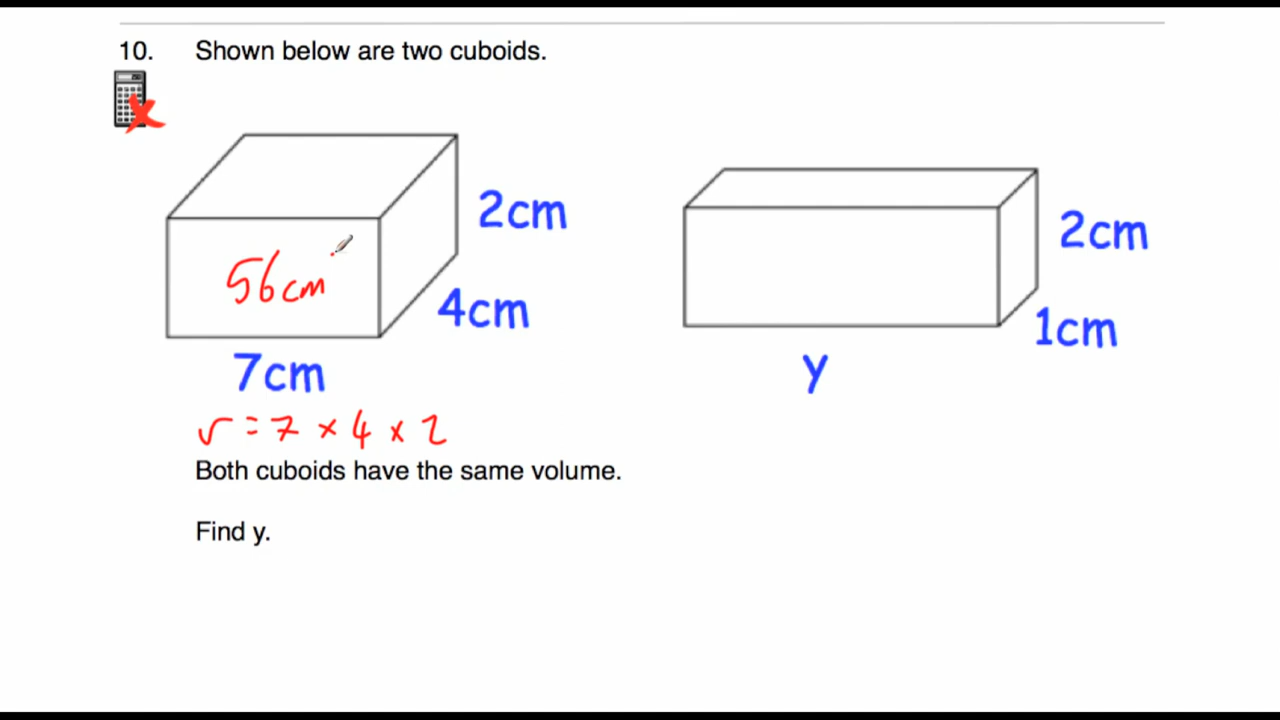 10. Shown below are two cuboids.
2cm
56cm
4cm
7cm
2cm
1cm
y
v = 7 × 4 × 2
Both cuboids have the same volume.
Find y.